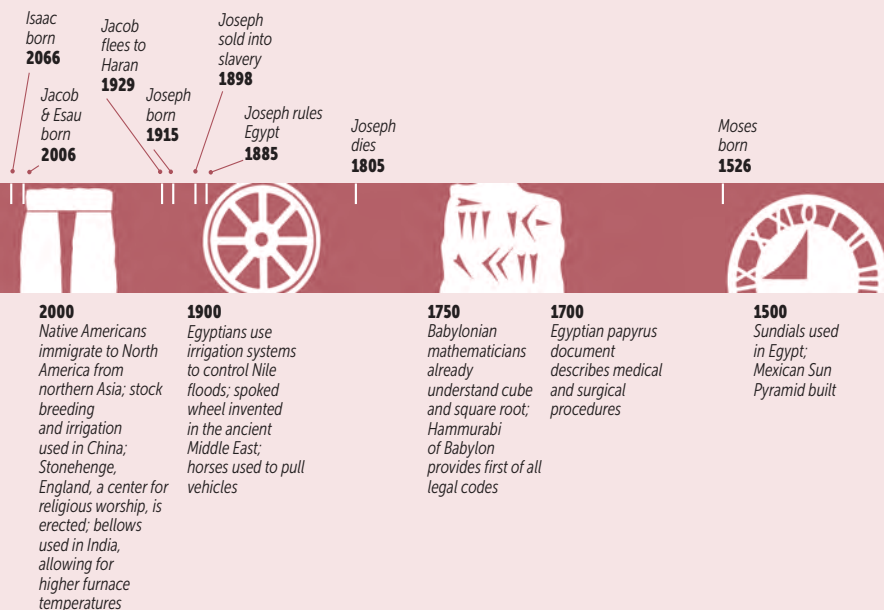 Isaac
born
2066
Jacob
& Esau
born
2006
Jacob
flees to
Haran
1929
Joseph
born
1915
Joseph
sold into
slavery
1898
Joseph rules
Egypt
1885
Joseph
dies
1805
Moses
born
1526
2000
Native Americans
immigrate to North
America from
northern Asia; stock
breeding
and irrigation
used in China;
Stonehenge,
England, a center for
religious worship, is
erected; bellows
used in India,
allowing for
higher furnace
temperatures
1900
Egyptians use
irrigation systems
to control Nile
floods; spoked
wheel invented
in the ancient
Middle East;
horses used to pull
vehicles
1750
Babylonian
mathematicians
already
understand cube
and square root;
Hammurabi
of Babylon
provides first of all
legal codes
1700
Egyptian papyrus
document
describes medical
and surgical
procedures
1500
Sundials used
in Egypt;
Mexican Sun
Pyramid built